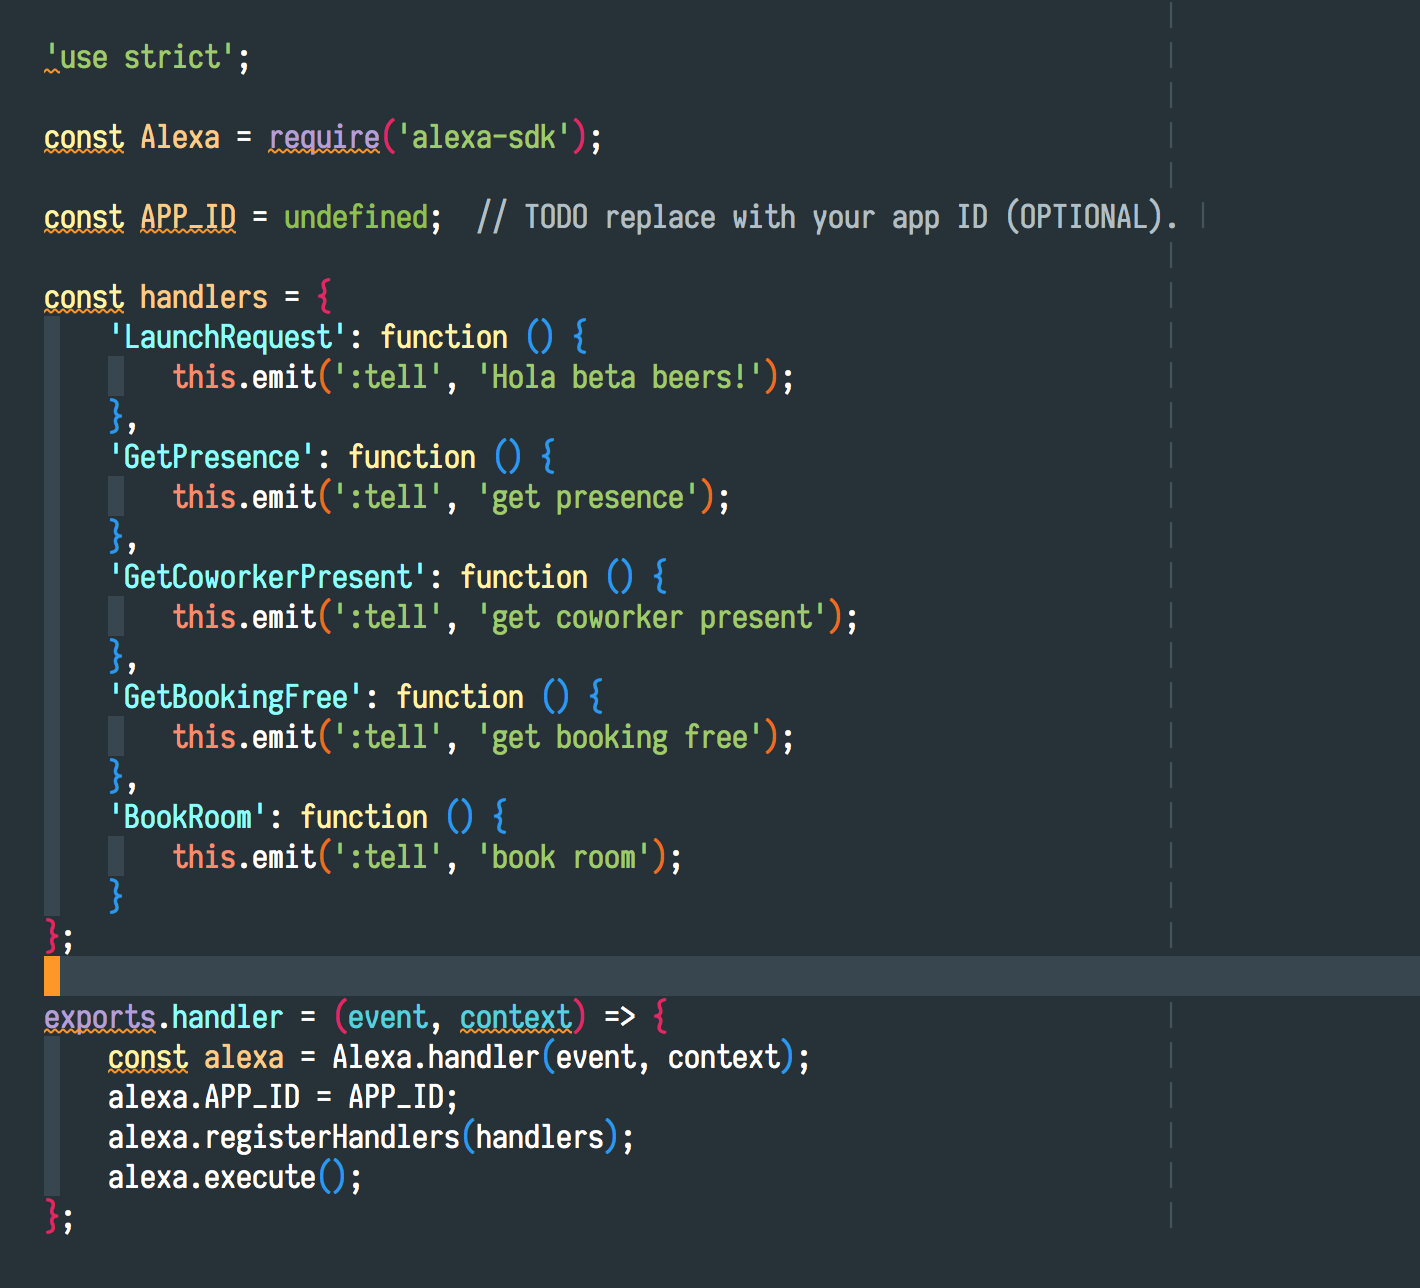 'use strict';
const Alexa = require('alexa-sdk');
const APP_ID = undefined;  // TODO replace with your app ID (OPTIONAL).
const handlers = {
    'LaunchRequest': function () {
        this.emit(':tell', 'Hola beta beers!');
    },
    'GetPresence': function () {
        this.emit(':tell', 'get presence');
    },
    'GetCoworkerPresent': function () {
        this.emit(':tell', 'get coworker present');
    },
    'GetBookingFree': function () {
        this.emit(':tell', 'get booking free');
    },
    'BookRoom': function () {
        this.emit(':tell', 'book room');
    }
};
exports.handler = (event, context) => {
    const alexa = Alexa.handler(event, context);
    alexa.APP_ID = APP_ID;
    alexa.registerHandlers(handlers);
    alexa.execute();
};